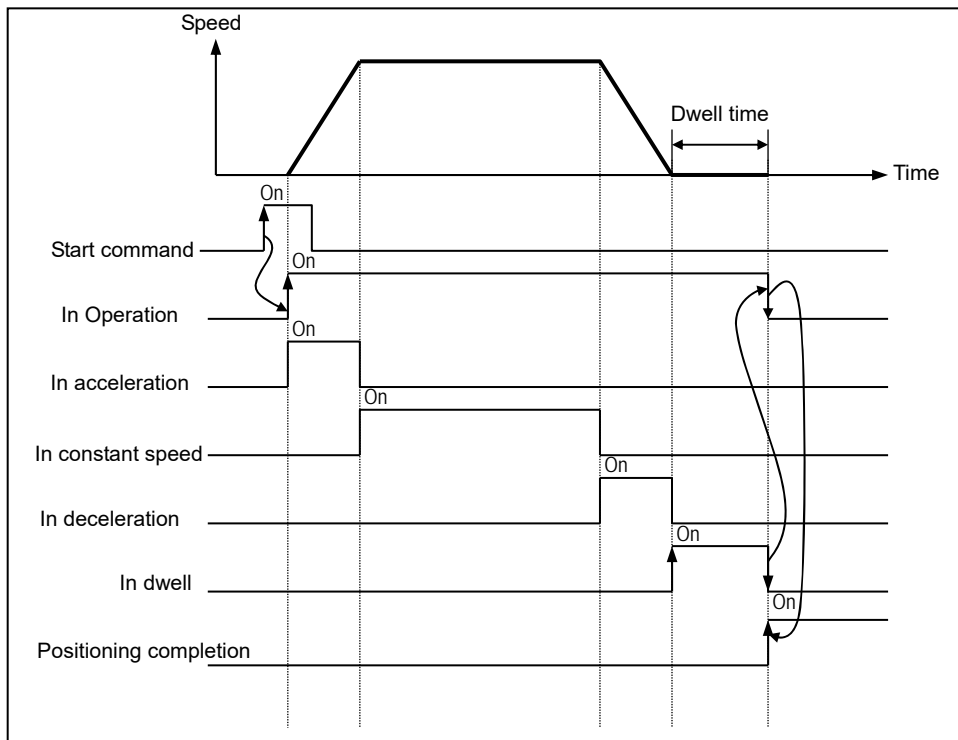 Speed
Dwell time
Time
On
Start command
On
In Operation
On
In acceleration
On
In constant speed
On
In deceleration
On
In dwell
On
Positioning completion